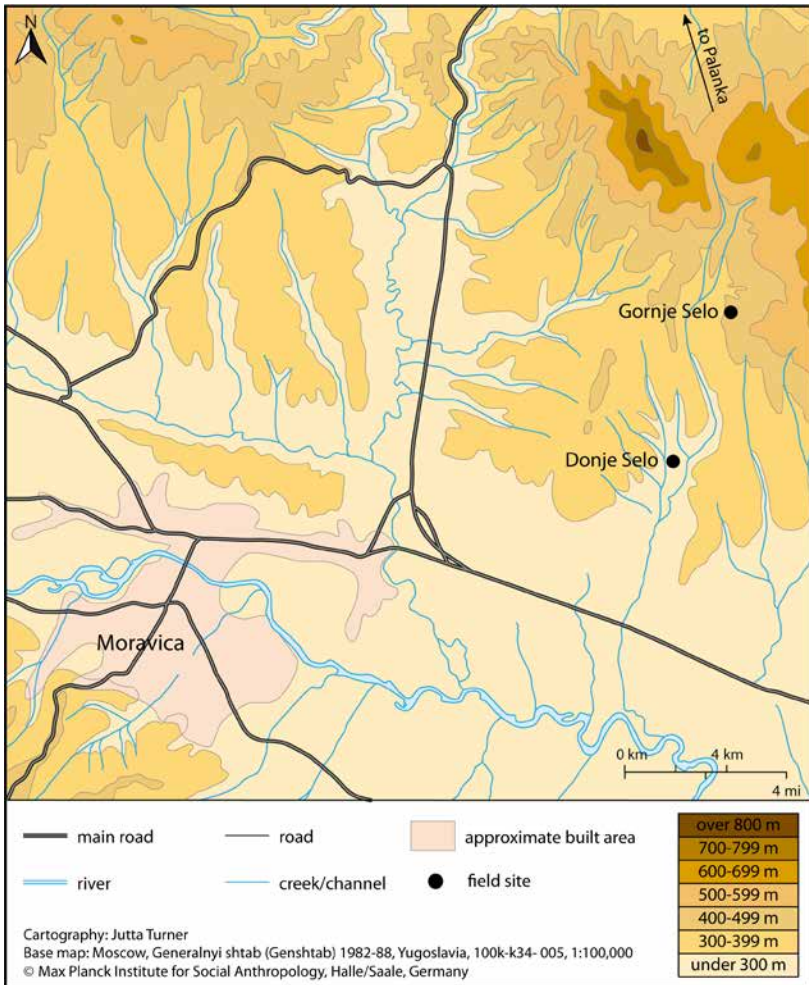 N
to Palanka
Gornje Selo
Donje Selo
Moravica
0 km 4 km
4 mi
main road
road
approximate built area
river
creek/channel
field site
over 800 m
700-799 m
600-699 m
500-599 m
400-499 m
300-399 m
under 300 m
Cartography: Jutta Turner
Base map: Moscow, Generalnyi shtab (Genshtab) 1982-88, Yugoslavia, 100k-k34- 005, 1:100,000
© Max Planck Institute for Social Anthropology, Halle/Saale, Germany